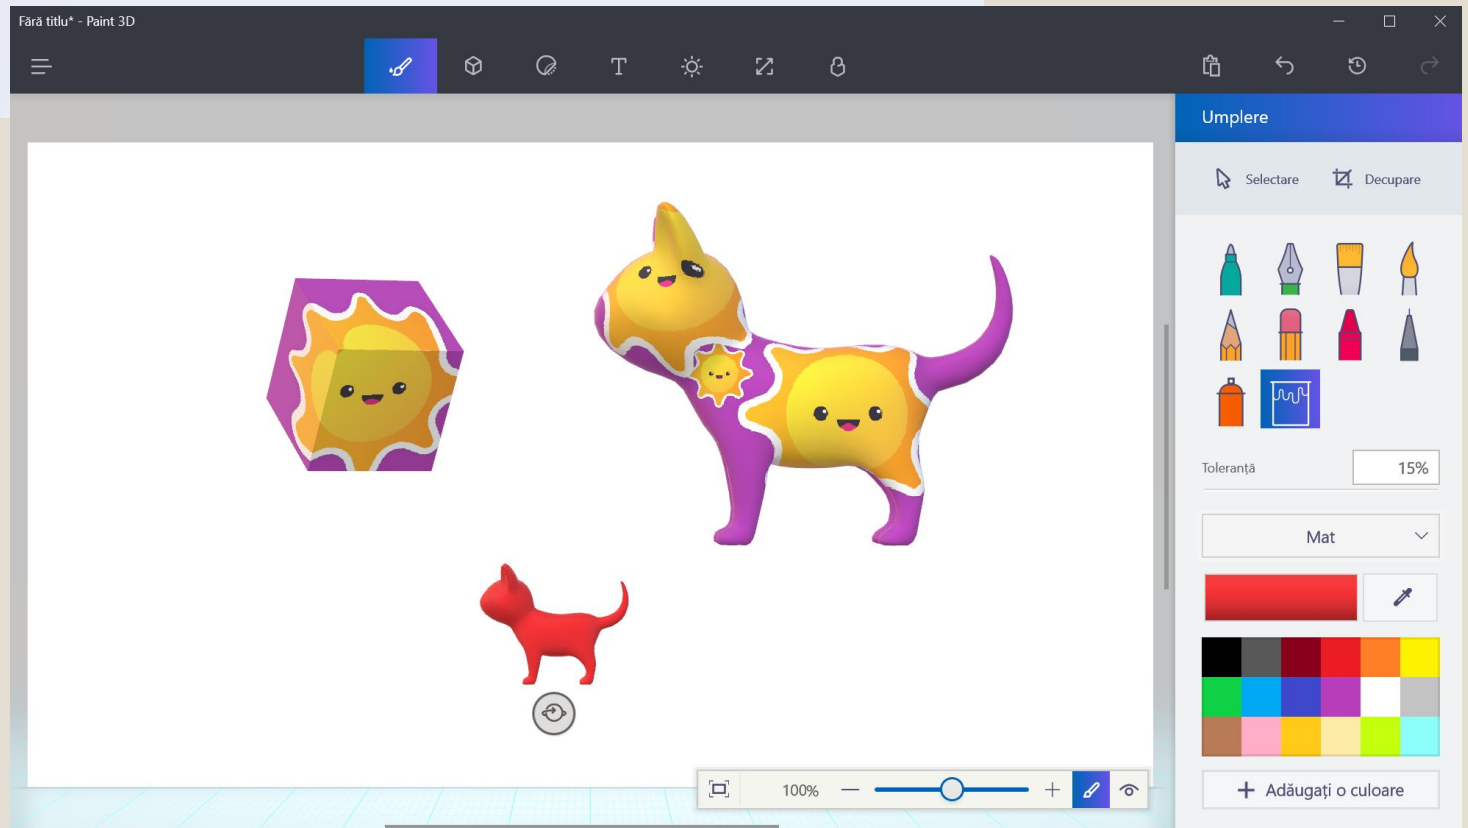 Fără titlu* - Paint 3D
Umplere
Selectare
Decupare
Toleranță
15%
Mat
100%
Adăugați o culoare